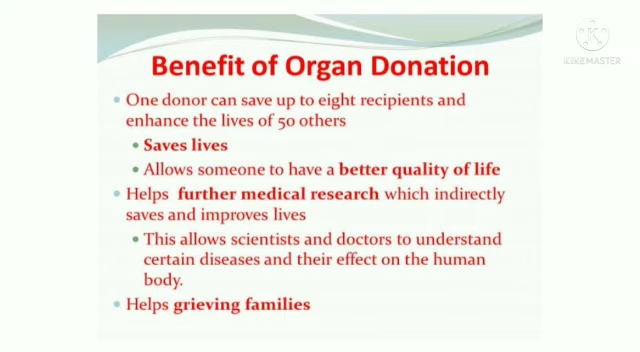 Benefit of Organ Donation
K
KINEMASTER
• One donor can save up to eight recipients and
enhance the lives of 50 others
• Saves lives
• Allows someone to have a better quality of life
• Helps further medical research which indirectly
saves and improves lives
• This allows scientists and doctors to understand
certain diseases and their effect on the human
body.
• Helps grieving families